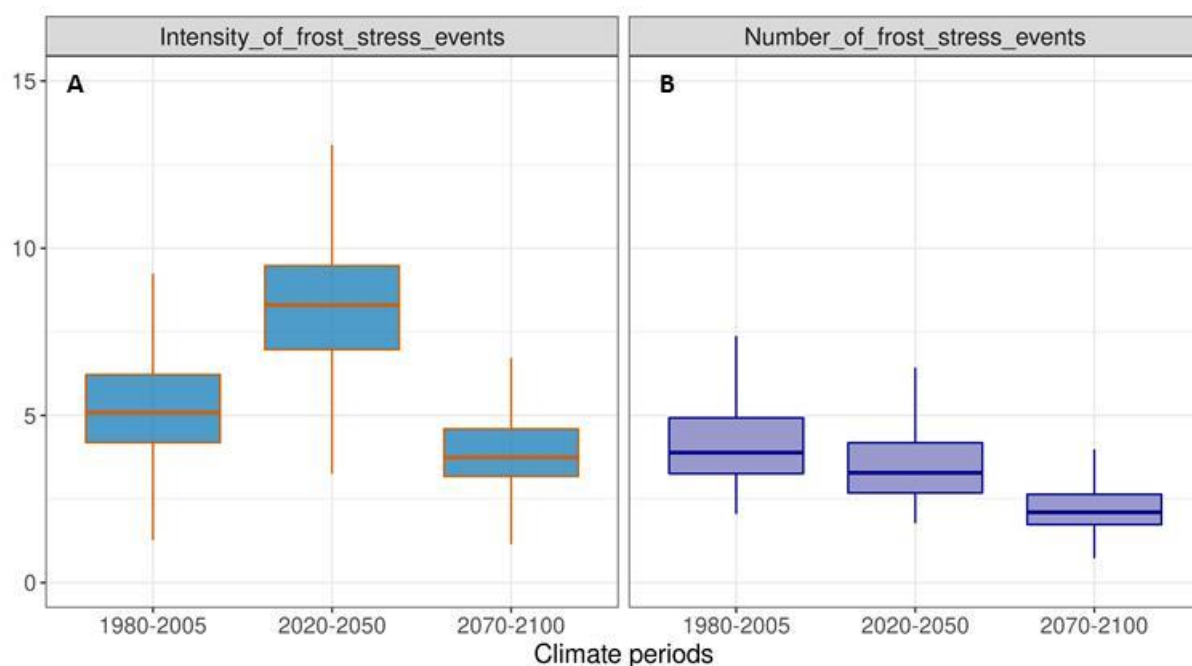 Intensity_of_frost_stress_events
Number_of_frost_stress_events
A
B
15
10
5
0
1980-2005 2020-2050 2070-2100
1980-2005 2020-2050 2070-2100
Climate periods